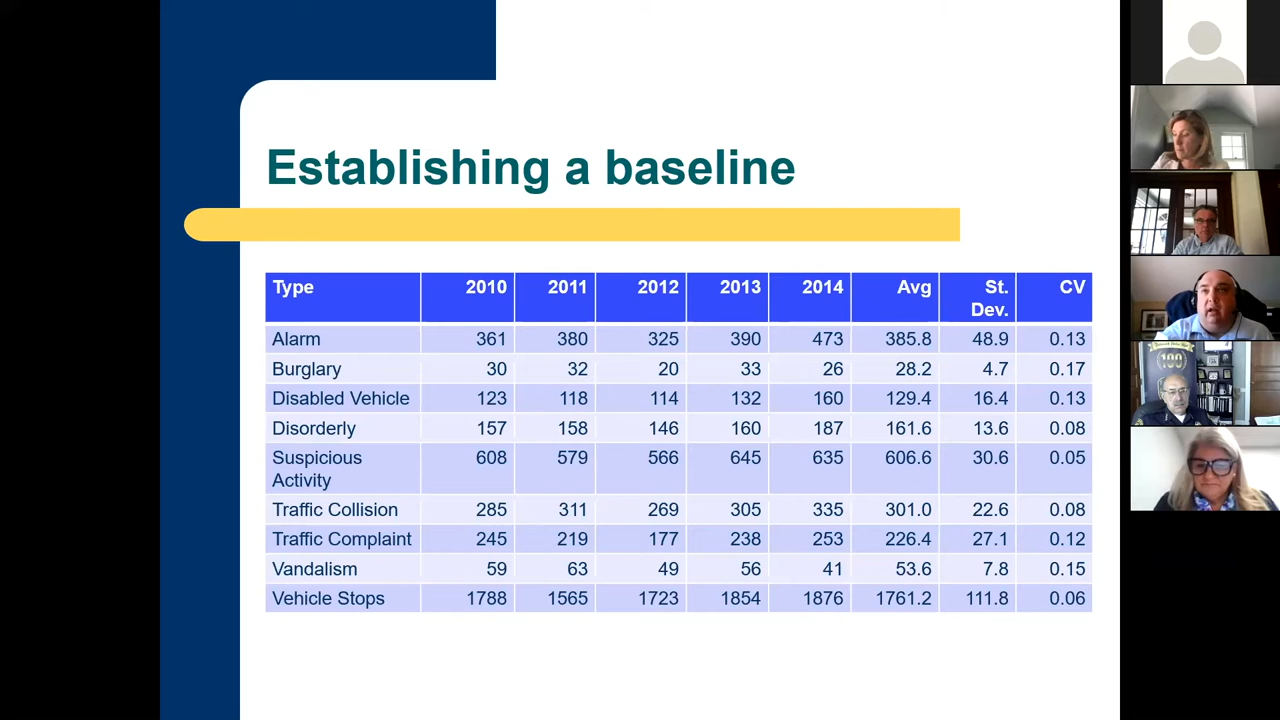 Establishing a baseline
Type 2010 2011 2012 2013 2014 Avg St. Dev. CV
Alarm 361 380 325 390 473 385.8 48.9 0.13
Burglary 30 32 20 33 26 28.2 4.7 0.17
Disabled Vehicle 123 118 114 132 160 129.4 16.4 0.13
Disorderly 157 158 146 160 187 161.6 13.6 0.08
Suspicious Activity 608 579 566 645 635 606.6 30.6 0.05
Traffic Collision 285 311 269 305 335 301.0 22.6 0.08
Traffic Complaint 245 219 177 238 253 226.4 27.1 0.12
Vandalism 59 63 49 56 41 53.6 7.8 0.15
Vehicle Stops 1788 1565 1723 1854 1876 1761.2 111.8 0.06
100